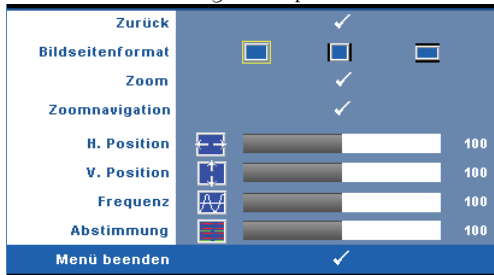 Zurück
Bildseitenformat
Zoom
Zoomnavigation
H. Position 100
V. Position 100
Frequenz 100
Abstimmung 100
Menü beenden